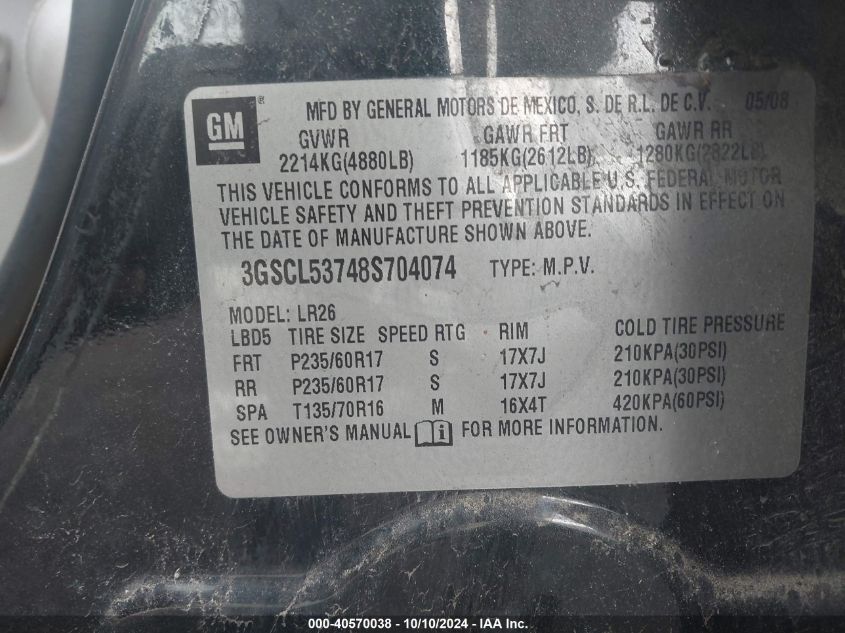 GM ® MFD BY GENERAL MOTORS DE MEXICO, S. DE R.L. DE C.V. 05/08
GVWR GAWR FRT GAWR RR
2214KG(4880LB) 1185KG(2612LB) 1280KG(2822LB)
THIS VEHICLE CONFORMS TO ALL APPLICABLE U.S. FEDERAL MOTOR
VEHICLE SAFETY AND THEFT PREVENTION STANDARDS IN EFFECT ON
THE DATE OF MANUFACTURE SHOWN ABOVE.
3GSCL53748S704074 TYPE: M.P.V.
MODEL: LR26
LBD5 TIRE SIZE SPEED RTG RIM COLD TIRE PRESSURE
FRT P235/60R17 S 17X7J 210KPA(30PSI)
RR P235/60R17 S 17X7J 210KPA(30PSI)
SPA T135/70R16 M 16X4T 420KPA(60PSI)
SEE OWNER'S MANUAL i FOR MORE INFORMATION.
000-40570038 - 10/10/2024 - IAA Inc.